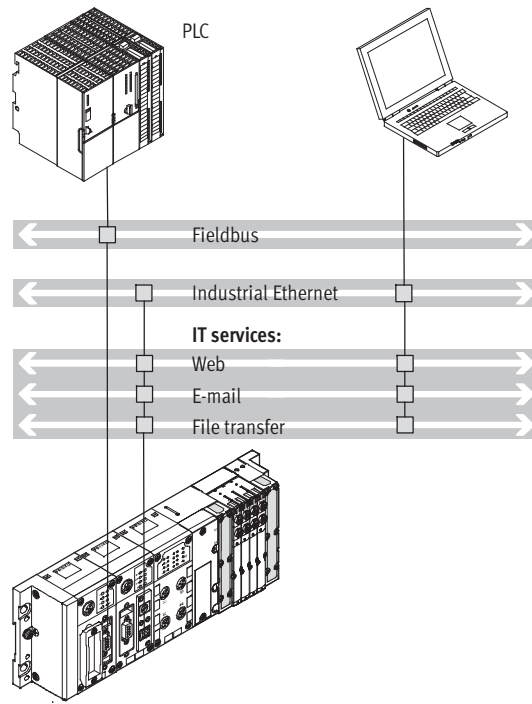 PLC
Fieldbus
Industrial Ethernet
IT services:
Web
E-mail
File transfer